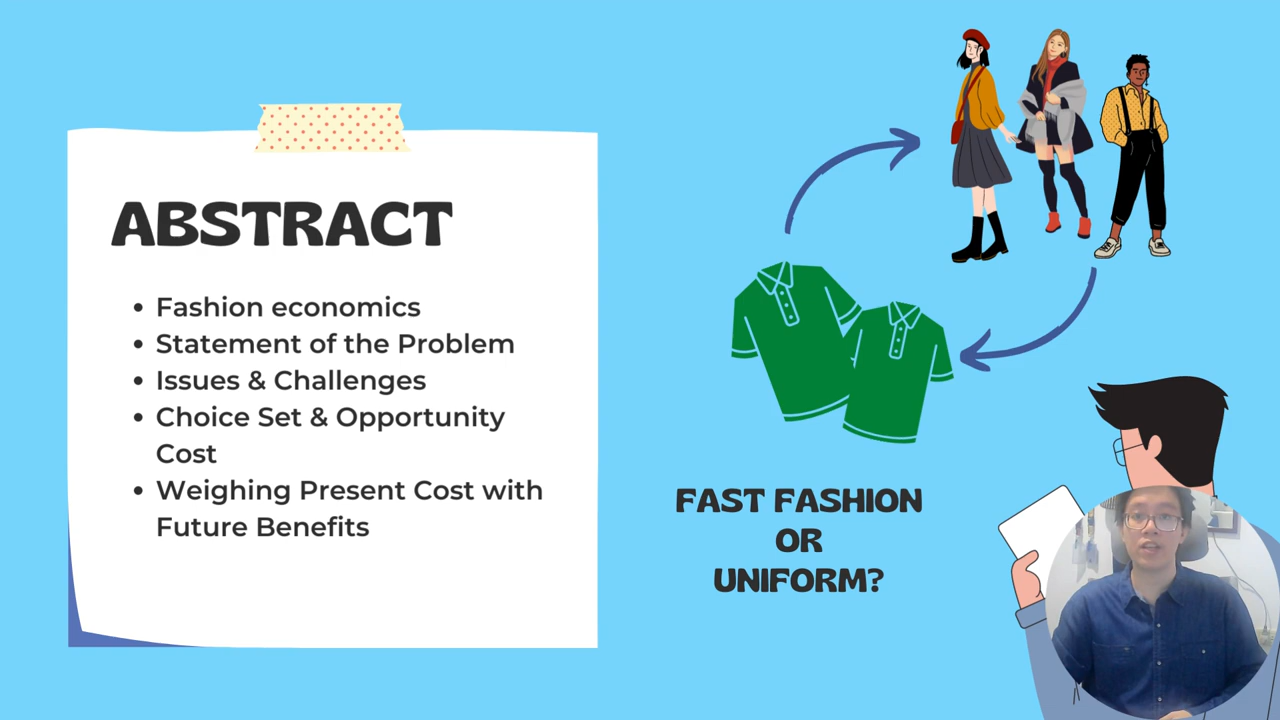 ABSTRACT
• Fashion economics
• Statement of the Problem
• Issues & Challenges
• Choice Set & Opportunity
Cost
• Weighing Present Cost with
Future Benefits
FAST FASHION
OR
UNIFORM?